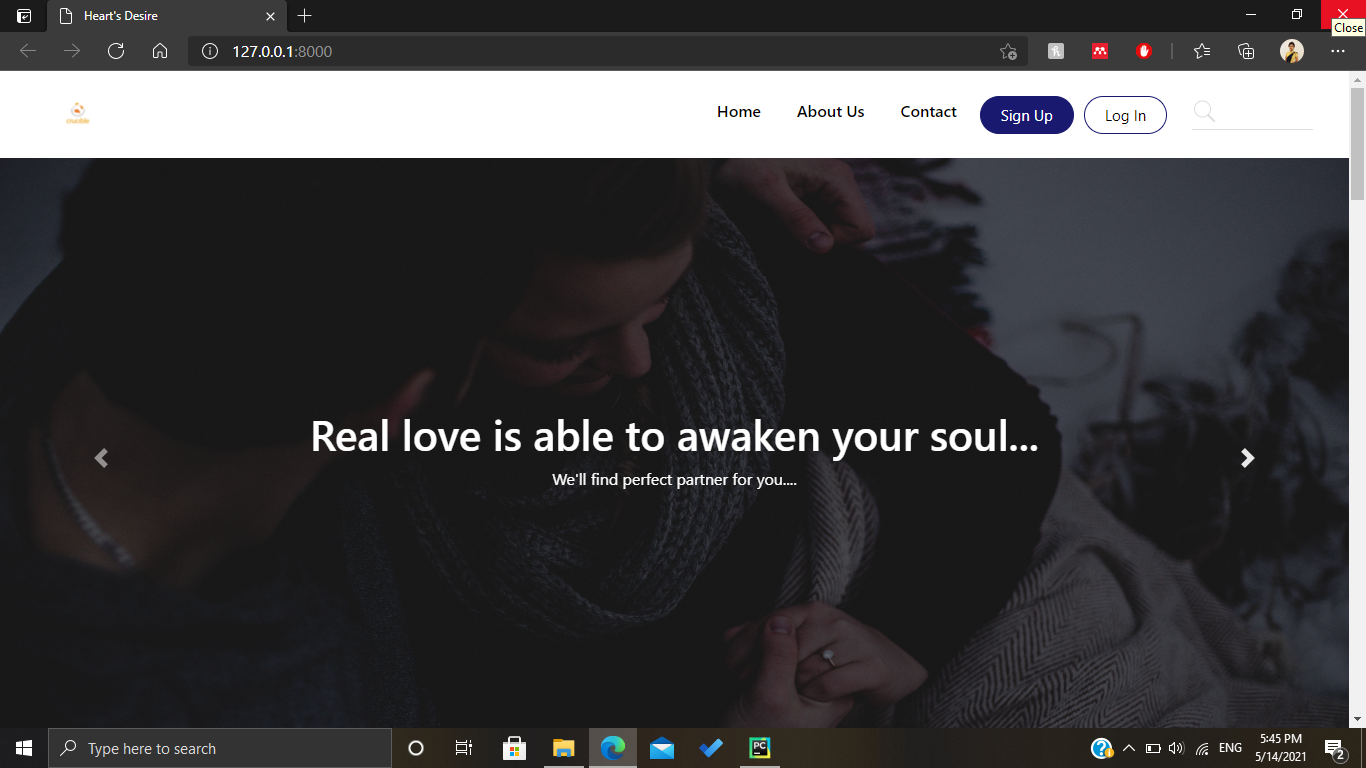 Heart's Desire
Close
127.0.0.1:8000
crucible
Home
About Us
Contact
Sign Up
Log In
Real love is able to awaken your soul...
We'll find perfect partner for you....
Type here to search
PC
ENG
5:45 PM
5/14/2021
2